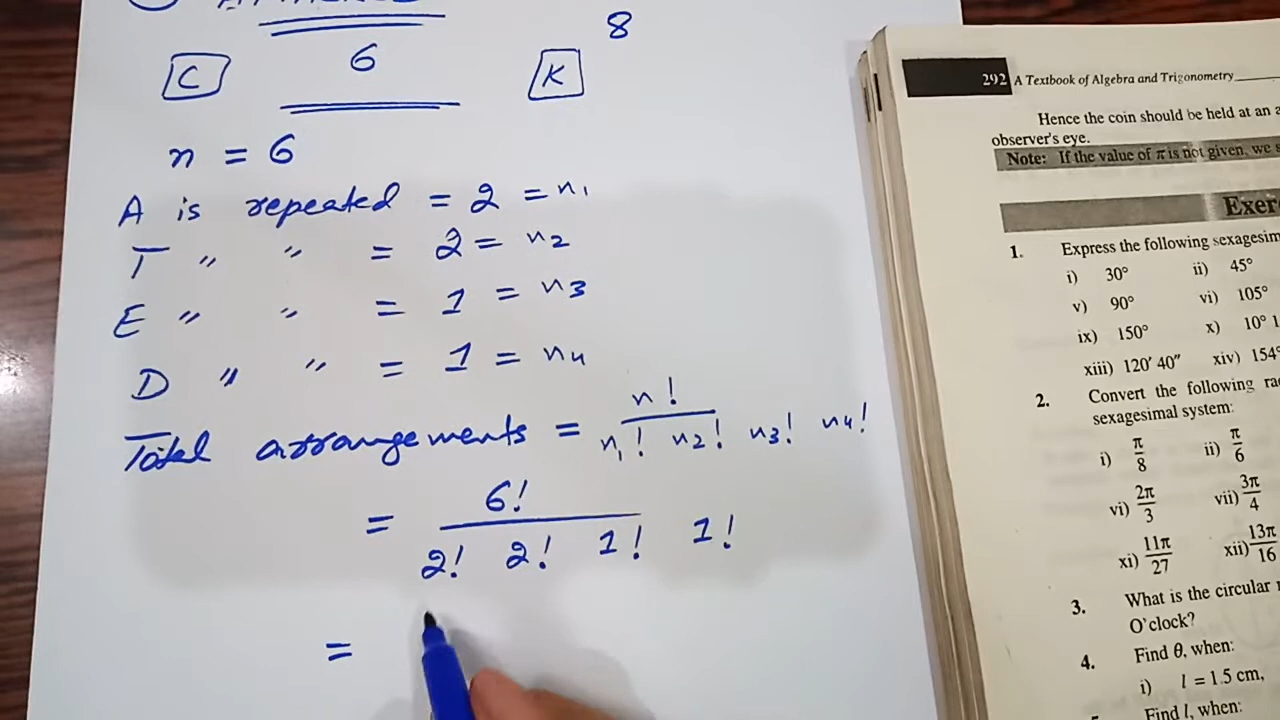 8
C 6 K
n = 6
A is repeated = 2 = n₁
T " " = 2 = n₂
E " " = 1 = n₃
D " " = 1 = n₄
Total arrangements = n! / n₁! n₂! n₃! n₄!
= 6! / 2! 2! 1! 1!
=
292 A Textbook of Algebra and Trigonometry
Hence the coin should be held at an
observer's eye.
Note: If the value of π is not given, we
Exer
1. Express the following sexagesim
i) 30° ii) 45°
v) 90° vi) 105°
ix) 150° x) 10° 1
xiii) 120′ 40″ xiv) 154°
2. Convert the following ra
sexagesimal system:
i) π/8 ii) π/6
vi) 2π/3 vii) 3π/4
xi) 11π/27 xii) 13π/16
3. What is the circular
O'clock?
4. Find θ, when:
i) l = 1.5 cm,
Find l, when: